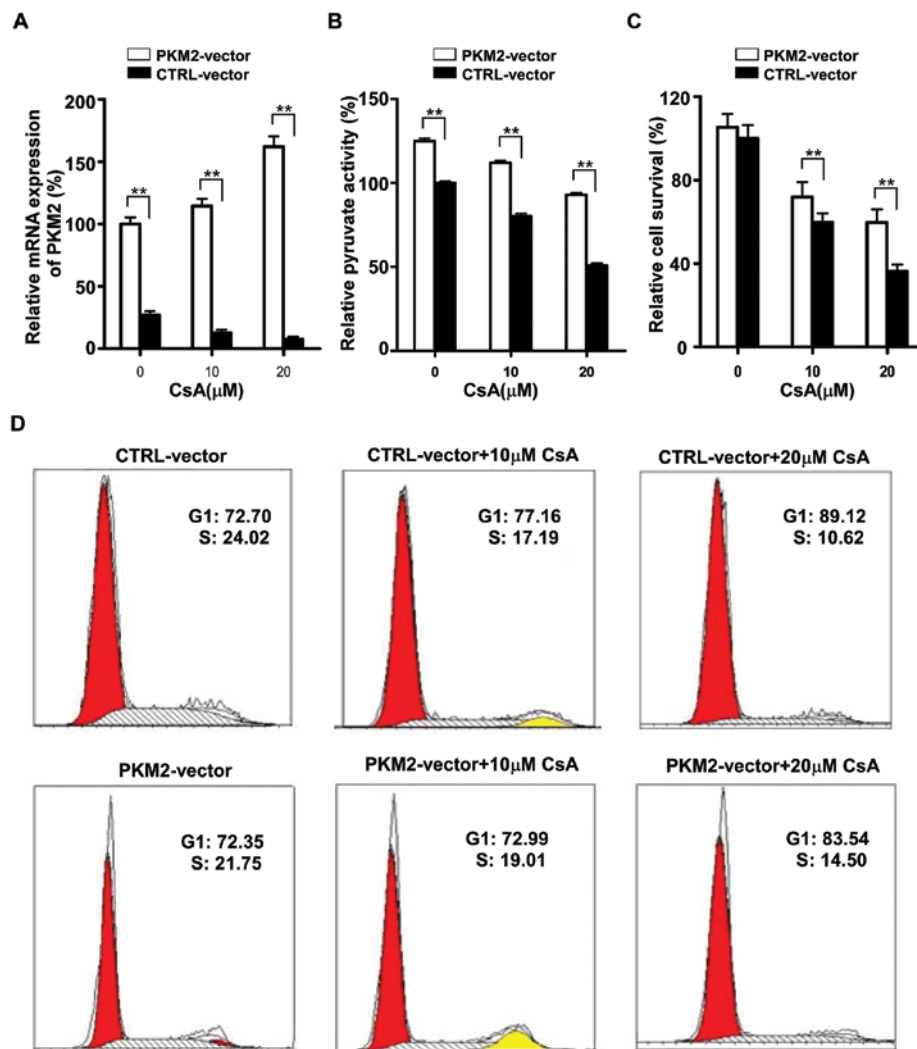 A
B
C
PKM2-vector
CTRL-vector
PKM2-vector
CTRL-vector
PKM2-vector
CTRL-vector
Relative mRNA expression
of PKM2 (%)
200
150
100
50
0
**
**
**
0
10
20
CsA(μM)
Relative pyruvate activity (%)
150
100
50
0
**
**
**
0
10
20
CsA(μM)
Relative cell survival (%)
120
80
40
0
**
**
0
10
20
CsA(μM)
D
CTRL-vector
G1: 72.70
S: 24.02
CTRL-vector+10μM CsA
G1: 77.16
S: 17.19
CTRL-vector+20μM CsA
G1: 89.12
S: 10.62
PKM2-vector
G1: 72.35
S: 21.75
PKM2-vector+10μM CsA
G1: 72.99
S: 19.01
PKM2-vector+20μM CsA
G1: 83.54
S: 14.50